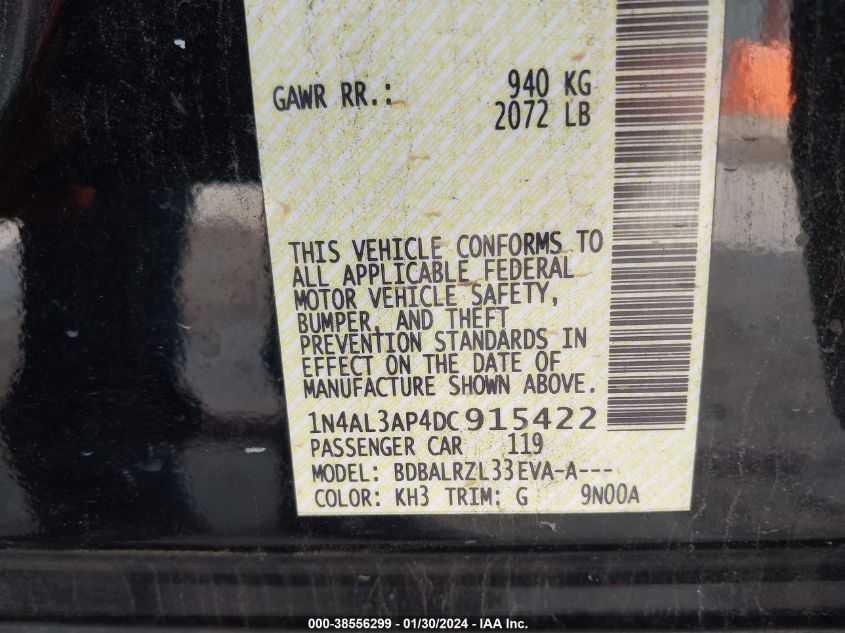 GAWR RR.: 940 KG
2072 LB
THIS VEHICLE CONFORMS TO
ALL APPLICABLE FEDERAL
MOTOR VEHICLE SAFETY,
BUMPER, AND THEFT
PREVENTION STANDARDS IN
EFFECT ON THE DATE OF
MANUFACTURE SHOWN ABOVE.
1N4AL3AP4DC915422
PASSENGER CAR 119
MODEL: BDBALRZL33EVA-A---
COLOR: KH3 TRIM: G 9N00A
000-38556299 - 01/30/2024 - IAA Inc.